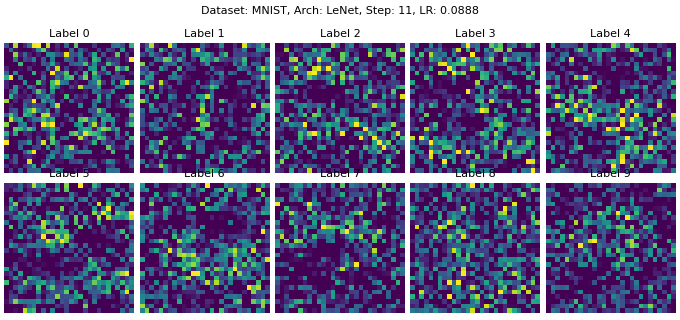 Dataset: MNIST, Arch: LeNet, Step: 11, LR: 0.0888
Label 0 Label 1 Label 2 Label 3 Label 4
Label 5 Label 6 Label 7 Label 8 Label 9